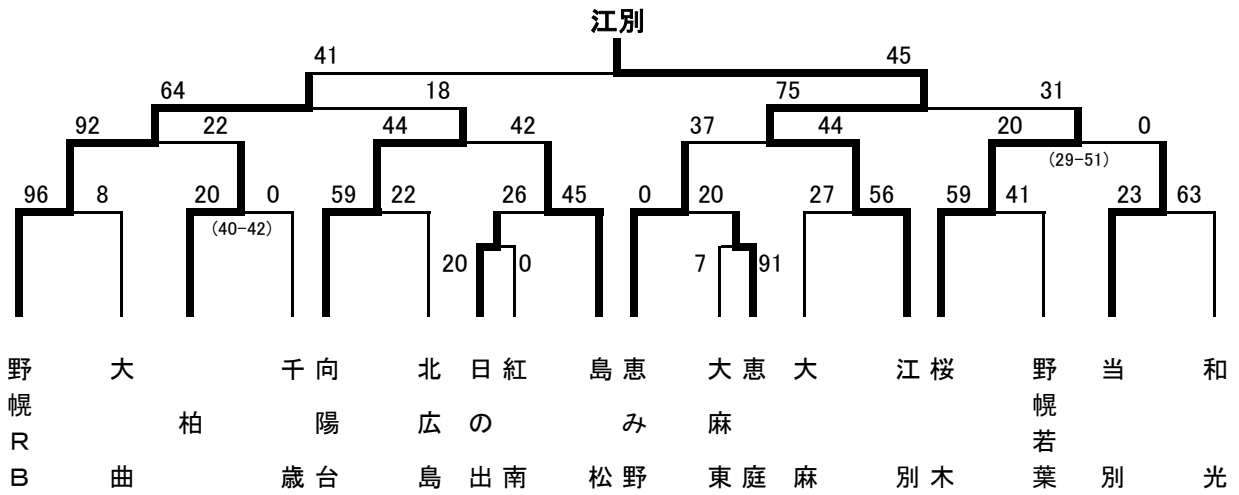 江別
41 45
64 18 75 31
92 22 44 42 37 44 20 0
(29-51)
96 8 20 0 59 22 26 45 0 20 27 56 59 41 23 63
(40-42)
20 0 7 91
野幌RB 大曲 柏 千歳 向陽台 北広島 日の出 紅南 島松 恵み野 大麻東 恵庭 大麻 江別 桜木 野幌若葉 当別 和光